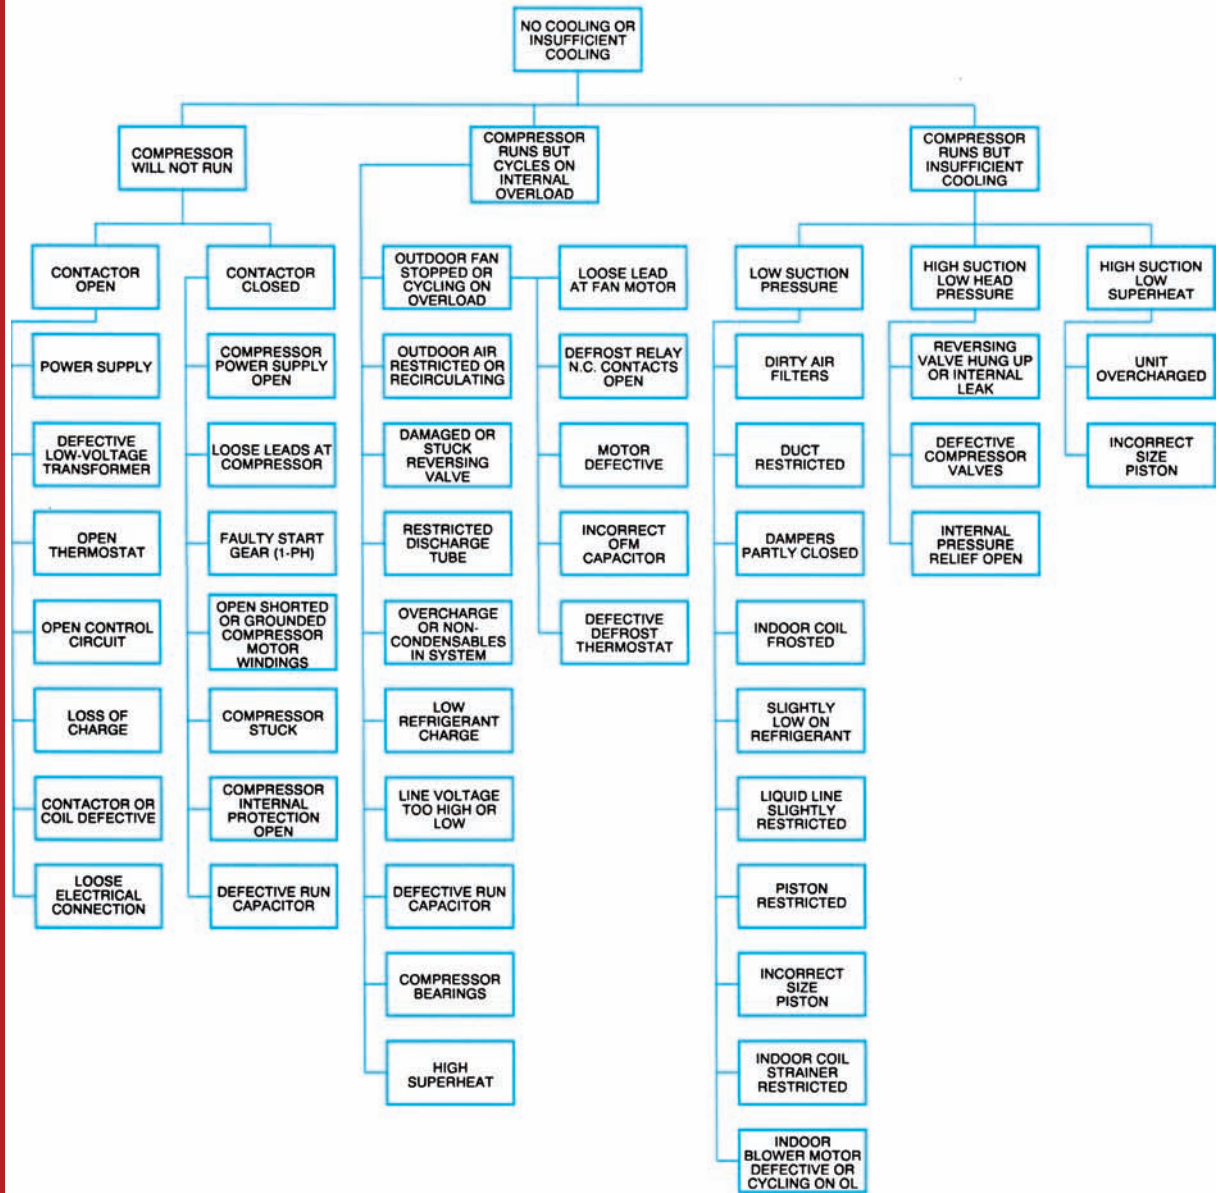 NO COOLING OR
INSUFFICIENT
COOLING
COMPRESSOR
WILL NOT RUN
COMPRESSOR
RUNS BUT
CYCLES ON
INTERNAL
OVERLOAD
COMPRESSOR
RUNS BUT
INSUFFICIENT
COOLING
CONTACTOR
OPEN
POWER SUPPLY
DEFECTIVE
LOW-VOLTAGE
TRANSFORMER
OPEN
THERMOSTAT
OPEN CONTROL
CIRCUIT
LOSS OF
CHARGE
CONTACTOR OR
COIL DEFECTIVE
LOOSE
ELECTRICAL
CONNECTION
CONTACTOR
CLOSED
COMPRESSOR
POWER SUPPLY
OPEN
LOOSE LEADS AT
COMPRESSOR
FAULTY START
GEAR (1-PH)
OPEN SHORTED
OR GROUNDED
COMPRESSOR
MOTOR
WINDINGS
COMPRESSOR
STUCK
COMPRESSOR
INTERNAL
PROTECTION
OPEN
DEFECTIVE RUN
CAPACITOR
OUTDOOR FAN
STOPPED OR
CYCLING ON
OVERLOAD
OUTDOOR AIR
RESTRICTED OR
RECIRCULATING
DAMAGED OR
STUCK
REVERSING
VALVE
RESTRICTED
DISCHARGE
TUBE
OVERCHARGE
OR NON-
CONDENSABLES
IN SYSTEM
LOW
REFRIGERANT
CHARGE
LINE VOLTAGE
TOO HIGH OR
LOW
DEFECTIVE RUN
CAPACITOR
COMPRESSOR
BEARINGS
HIGH
SUPERHEAT
LOOSE LEAD
AT FAN MOTOR
DEFROST RELAY
N.C. CONTACTS
OPEN
MOTOR
DEFECTIVE
INCORRECT
OFM
CAPACITOR
DEFECTIVE
DEFROST
THERMOSTAT
LOW SUCTION
PRESSURE
DIRTY AIR
FILTERS
DUCT
RESTRICTED
DAMPERS
PARTLY CLOSED
INDOOR COIL
FROSTED
SLIGHTLY
LOW ON
REFRIGERANT
LIQUID LINE
SLIGHTLY
RESTRICTED
PISTON
RESTRICTED
INCORRECT
SIZE
PISTON
INDOOR COIL
STRAINER
RESTRICTED
INDOOR
BLOWER MOTOR
DEFECTIVE OR
CYCLING ON OL
HIGH SUCTION
LOW HEAD
PRESSURE
REVERSING
VALVE HUNG UP
OR INTERNAL
LEAK
DEFECTIVE
COMPRESSOR
VALVES
INTERNAL
PRESSURE
RELIEF OPEN
HIGH SUCTION
LOW
SUPERHEAT
UNIT
OVERCHARGED
INCORRECT
SIZE
PISTON